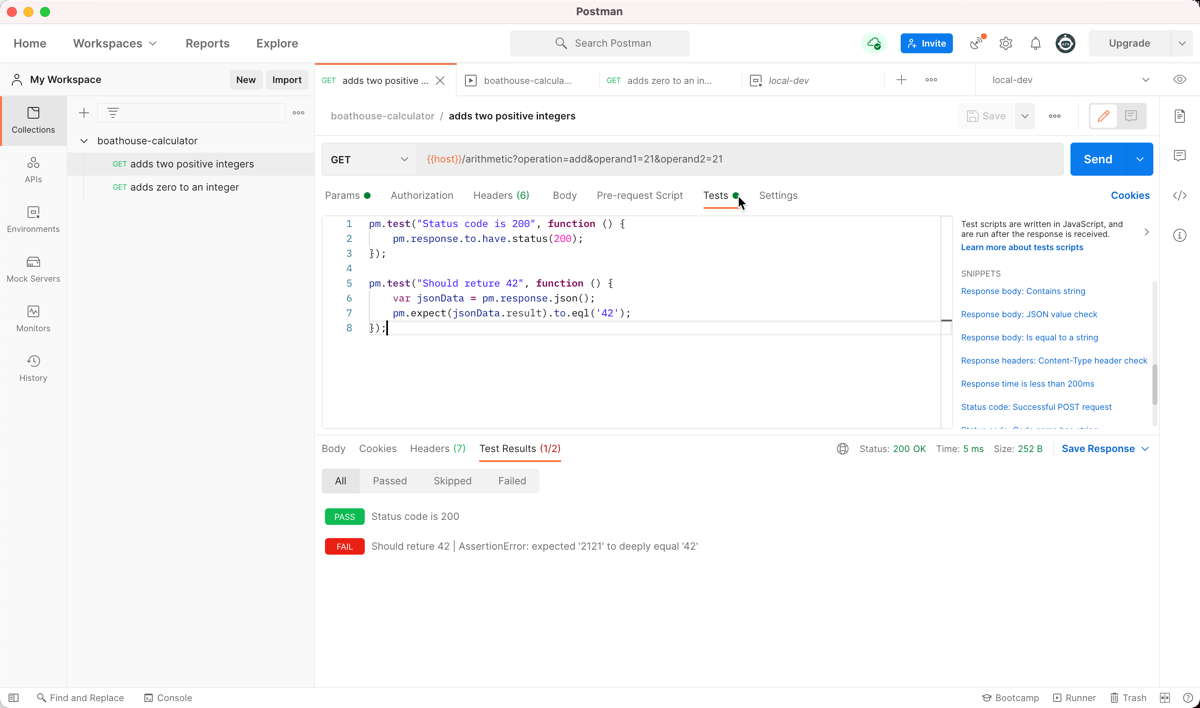 Postman
Home
Workspaces
Reports
Explore
Search Postman
Invite
Upgrade
My Workspace
New
Import
GET adds two positive ...
boathouse-calcula...
GET adds zero to an in...
local-dev
local-dev
Collections
APIs
Environments
Mock Servers
Monitors
History
boathouse-calculator
GET adds two positive integers
GET adds zero to an integer
boathouse-calculator / adds two positive integers
Save
GET
{{host}}/arithmetic?operation=add&operand1=21&operand2=21
Send
Params
Authorization
Headers (6)
Body
Pre-request Script
Tests
Settings
Cookies
1 pm.test("Status code is 200", function () {
2 pm.response.to.have.status(200);
3 });
4
5 pm.test("Should reture 42", function () {
6 var jsonData = pm.response.json();
7 pm.expect(jsonData.result).to.eql('42');
8 });
Test scripts are written in JavaScript, and
are run after the response is received.
Learn more about tests scripts
SNIPPETS
Response body: Contains string
Response body: JSON value check
Response body: Is equal to a string
Response headers: Content-Type header check
Response time is less than 200ms
Status code: Successful POST request
Status code: Code name has string
Body
Cookies
Headers (7)
Test Results (1/2)
Status: 200 OK
Time: 5 ms
Size: 252 B
Save Response
All
Passed
Skipped
Failed
PASS Status code is 200
FAIL Should reture 42 | AssertionError: expected '2121' to deeply equal '42'
Find and Replace
Console
Bootcamp
Runner
Trash